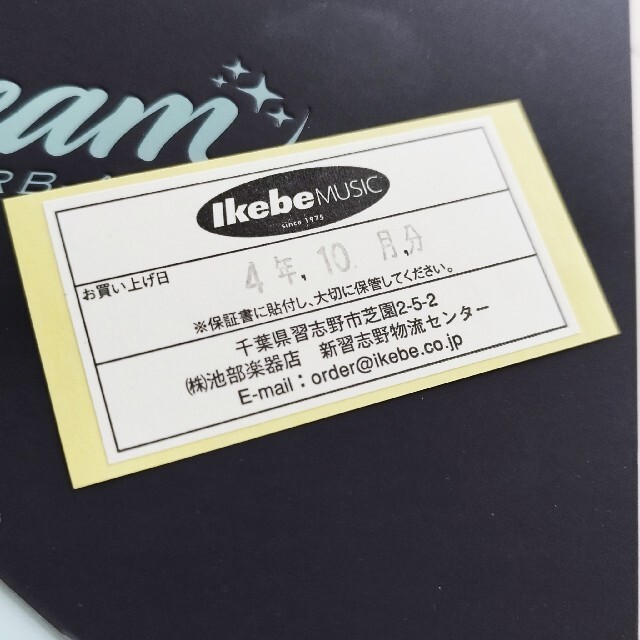 IkebeMUSIC
since 1975
お買い上げ日
4年.10.月.分
※保証書に貼付し、大切に保管してください。
千葉県習志野市芝園2-5-2
㈱池部楽器店 新習志野物流センター
E-mail：order@ikebe.co.jp